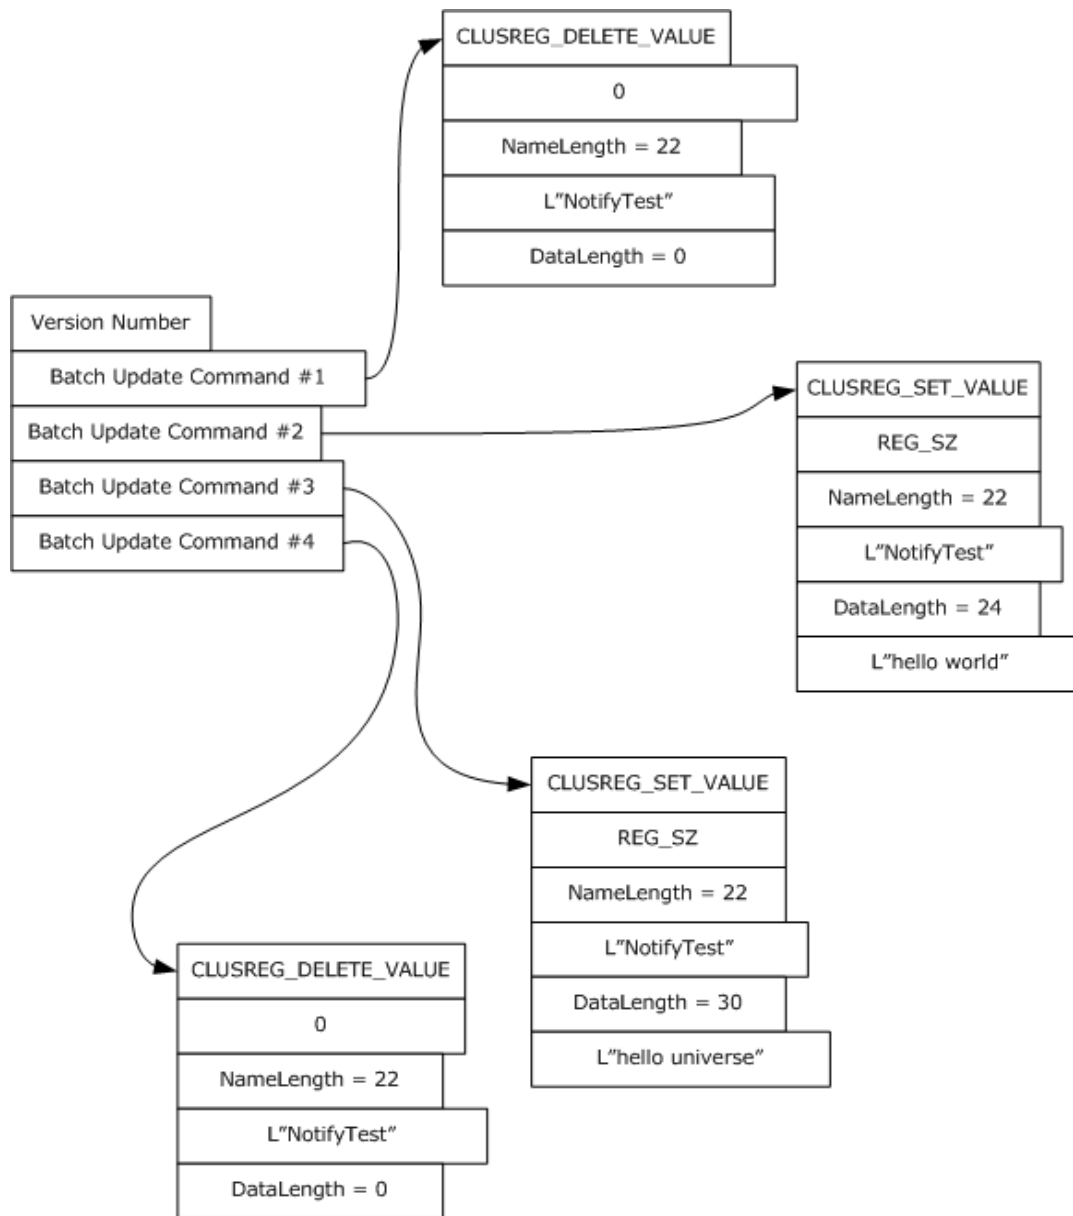 CLUSREG_DELETE_VALUE
0
NameLength = 22
L”NotifyTest”
DataLength = 0
Version Number
Batch Update Command #1
Batch Update Command #2
Batch Update Command #3
Batch Update Command #4
CLUSREG_SET_VALUE
REG_SZ
NameLength = 22
L”NotifyTest”
DataLength = 24
L”hello world”
CLUSREG_SET_VALUE
REG_SZ
NameLength = 22
L”NotifyTest”
DataLength = 30
L”hello universe”
CLUSREG_DELETE_VALUE
0
NameLength = 22
L”NotifyTest”
DataLength = 0